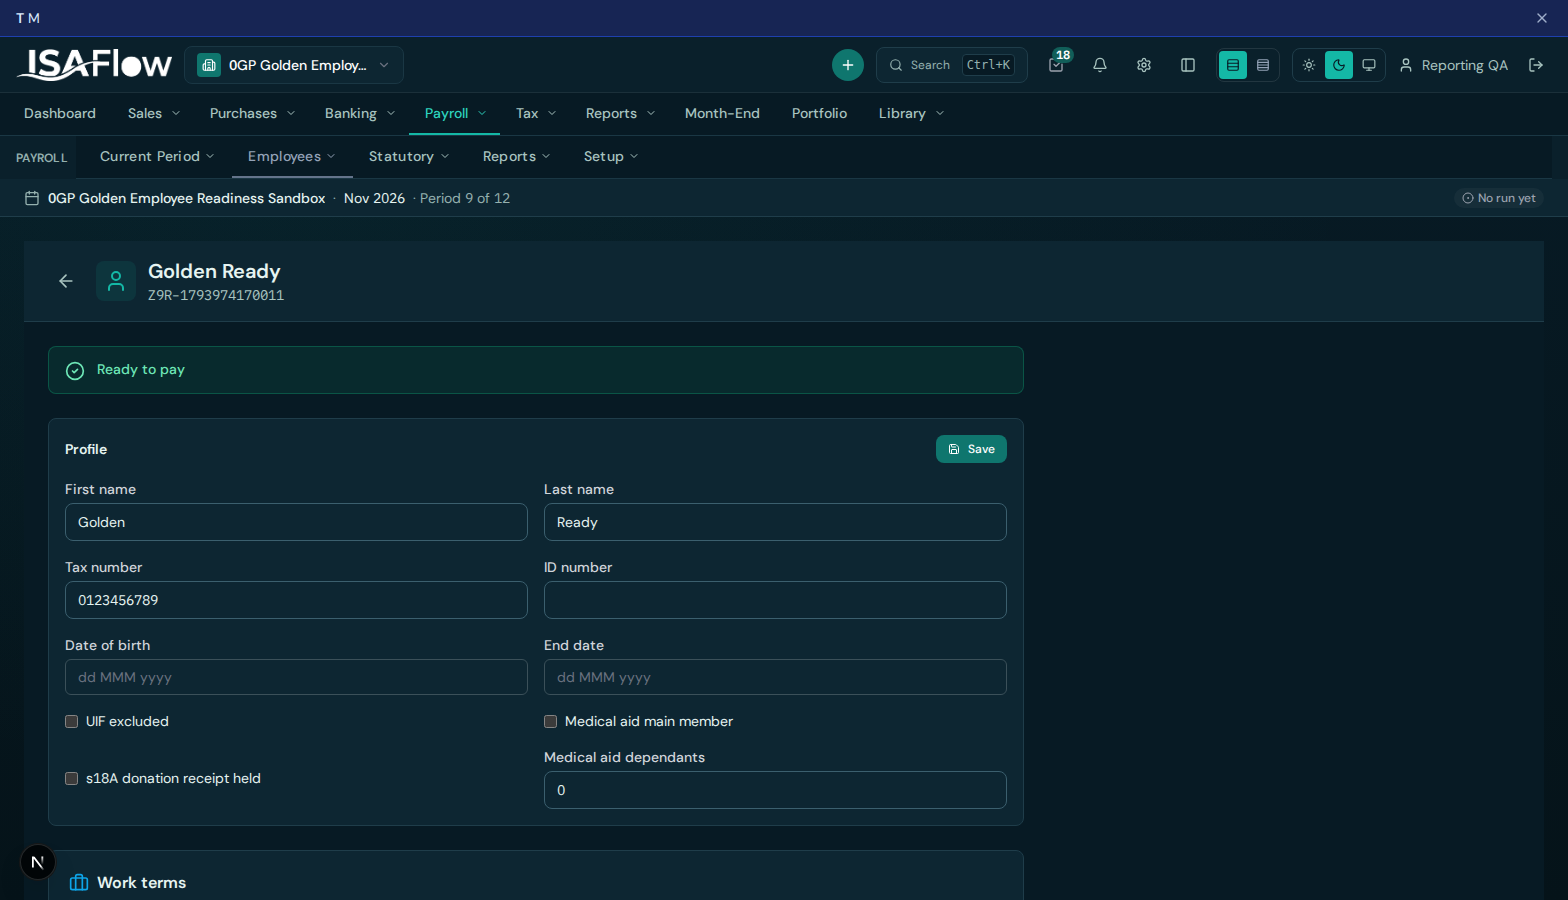 T M
ISAFlow
0GP Golden Employ...
Search Ctrl+K
18
Reporting QA
Dashboard Sales Purchases Banking Payroll Tax Reports Month-End Portfolio Library
PAYROLL Current Period Employees Statutory Reports Setup
0GP Golden Employee Readiness Sandbox · Nov 2026 · Period 9 of 12 No run yet
Golden Ready
Z9R-1793974170011
Ready to pay
Profile Save
First name Last name
Golden Ready
Tax number ID number
0123456789
Date of birth End date
dd MMM yyyy dd MMM yyyy
UIF excluded Medical aid main member
Medical aid dependants
s18A donation receipt held
0
N
Work terms